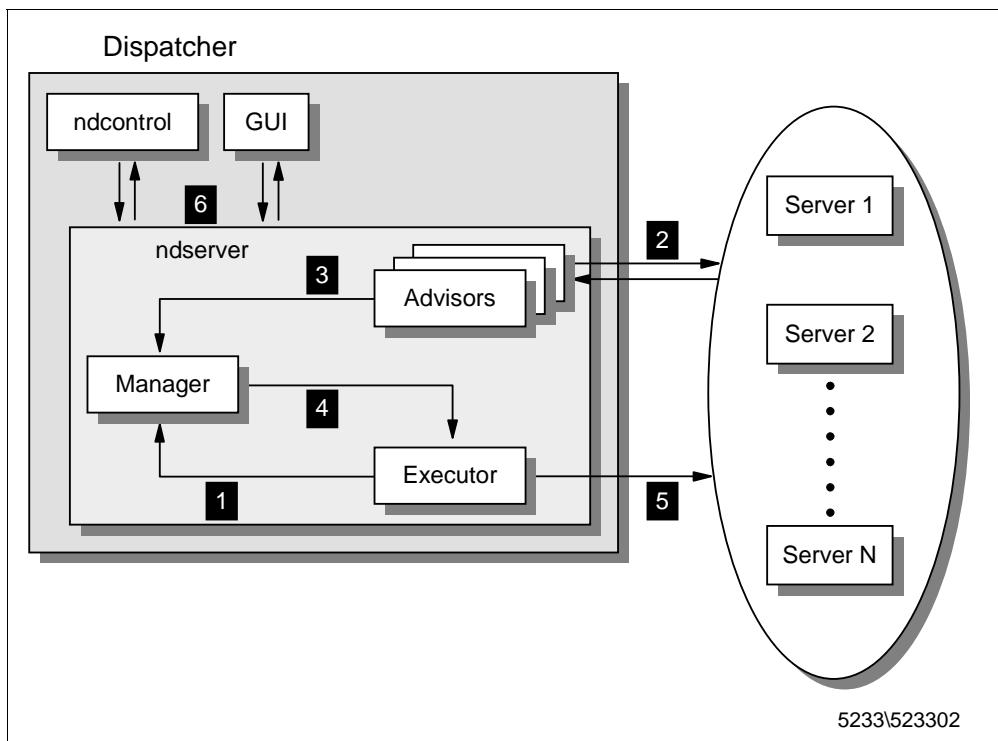 Dispatcher
ndcontrol
GUI
6
ndserver
2
Server 1
3
Advisors
Server 2
Manager
4
Executor
1
5
Server N
5233\523302